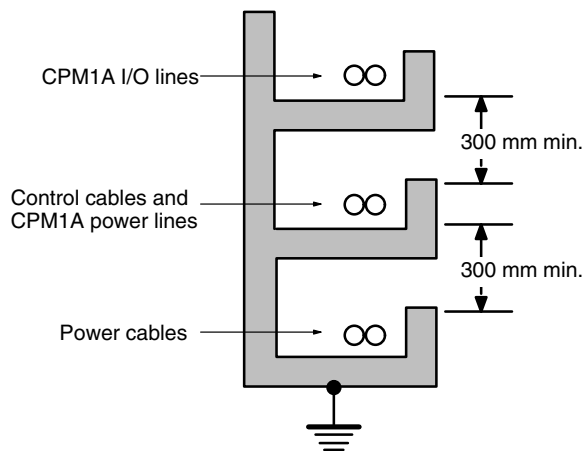 CPM1A I/O lines
300 mm min.
Control cables and
CPM1A power lines
300 mm min.
Power cables